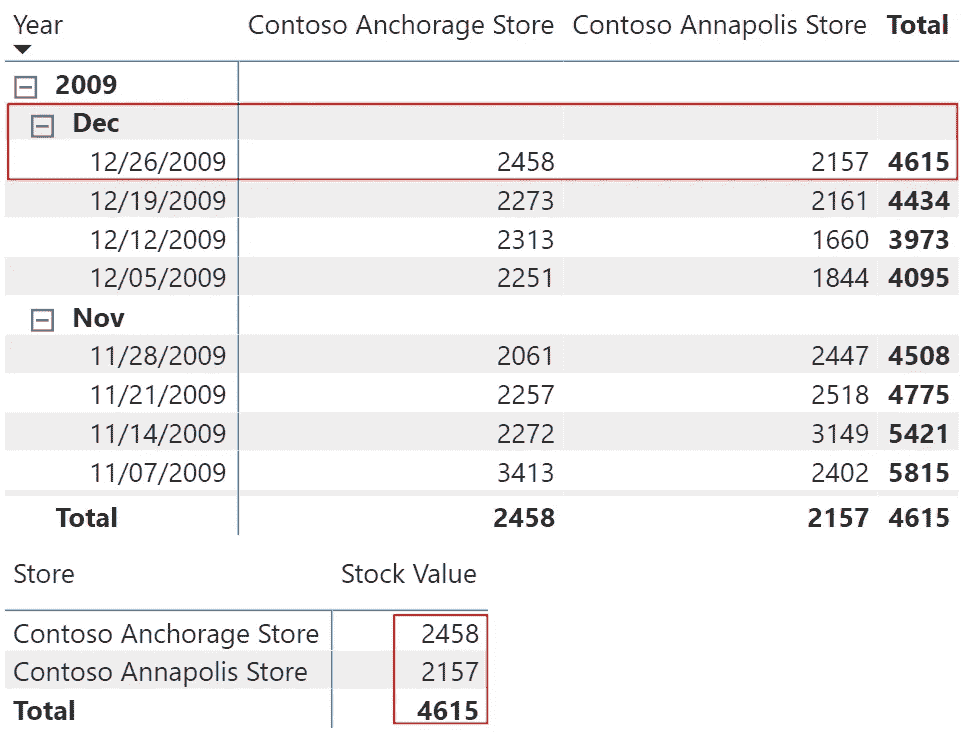 Year Contoso Anchorage Store Contoso Annapolis Store Total
2009
Dec
12/26/2009 2458 2157 4615
12/19/2009 2273 2161 4434
12/12/2009 2313 1660 3973
12/05/2009 2251 1844 4095
Nov
11/28/2009 2061 2447 4508
11/21/2009 2257 2518 4775
11/14/2009 2272 3149 5421
11/07/2009 3413 2402 5815
Total 2458 2157 4615
Store Stock Value
Contoso Anchorage Store 2458
Contoso Annapolis Store 2157
Total 4615